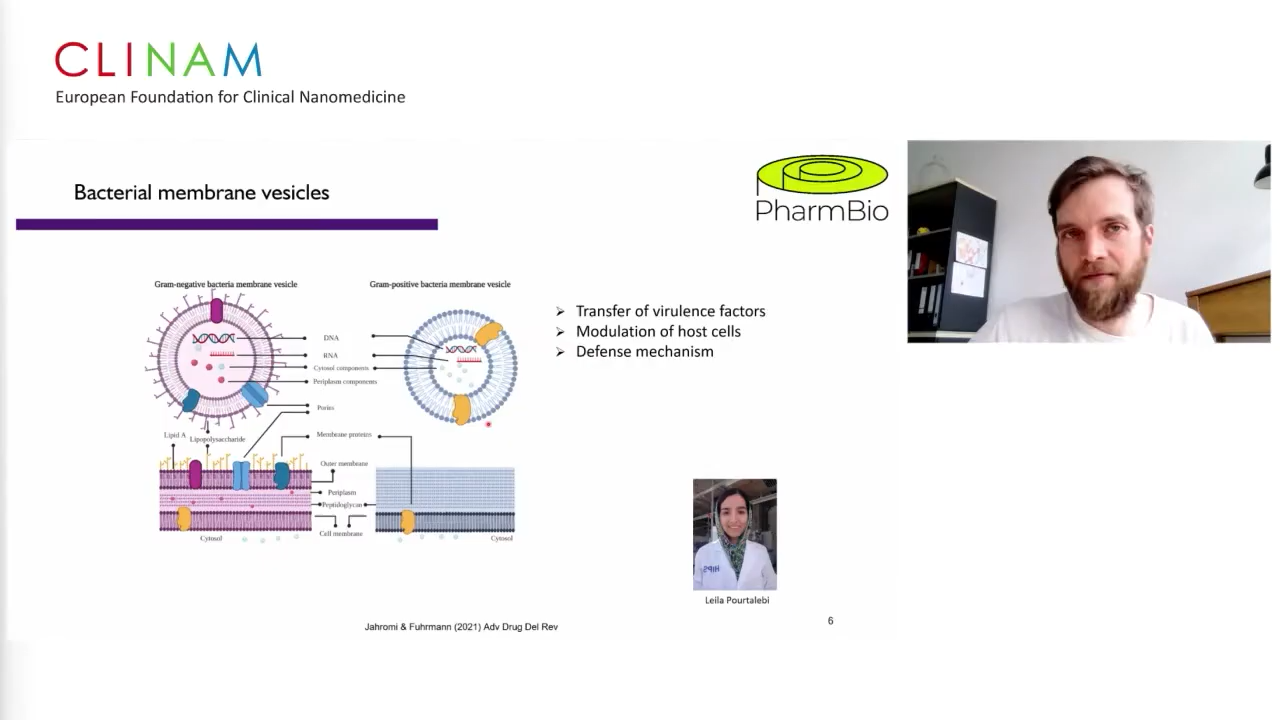 CLINAM
European Foundation for Clinical Nanomedicine
Bacterial membrane vesicles
PharmBio
Gram-negative bacteria membrane vesicle
Gram-positive bacteria membrane vesicle
DNA
RNA
Cytosol components
Periplasm components
Porins
Lipid A
Lipopolysaccharide
Membrane proteins
Outer membrane
Periplasm
Peptidoglycan
Cell membrane
Cytosol
Cytosol
➢ Transfer of virulence factors
➢ Modulation of host cells
➢ Defense mechanism
HIPS
Leila Pourtalebi
Jahromi & Fuhrmann (2021) Adv Drug Del Rev
6